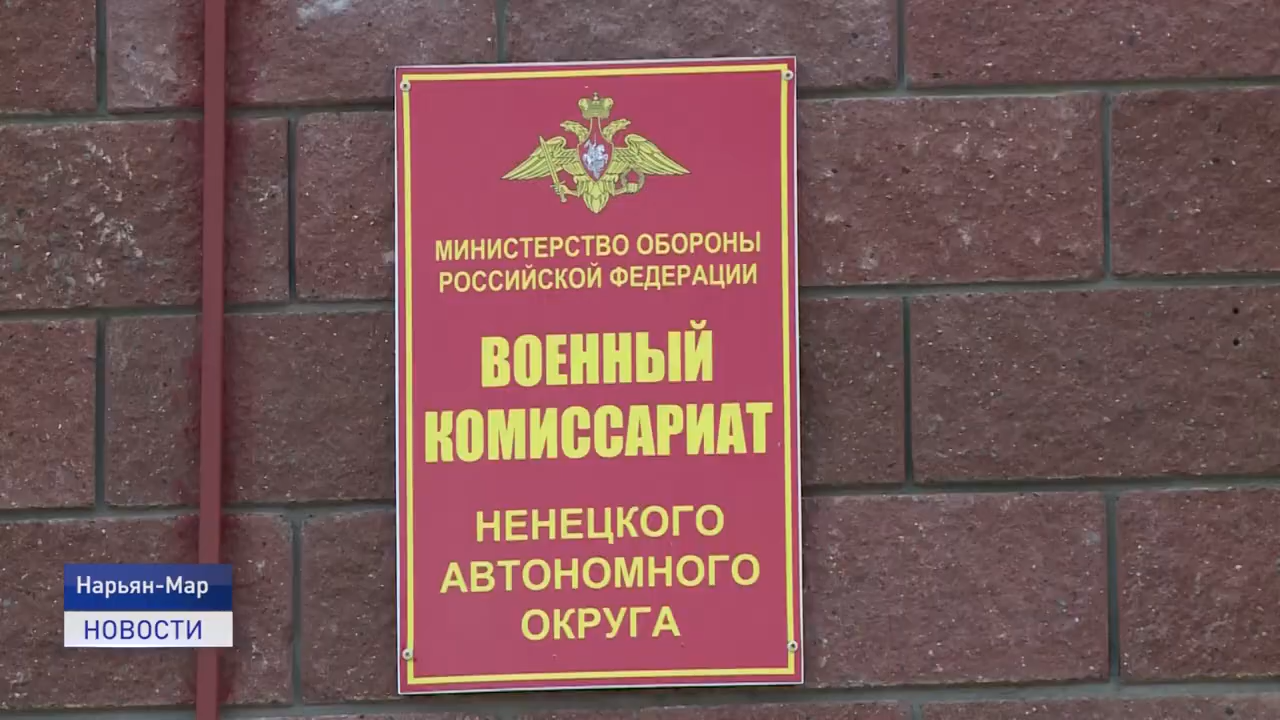 МИНИСТЕРСТВО ОБОРОНЫ
РОССИЙСКОЙ ФЕДЕРАЦИИ
ВОЕННЫЙ
КОМИССАРИАТ
НЕНЕЦКОГО
АВТОНОМНОГО
ОКРУГА
Нарьян-Мар
НОВОСТИ